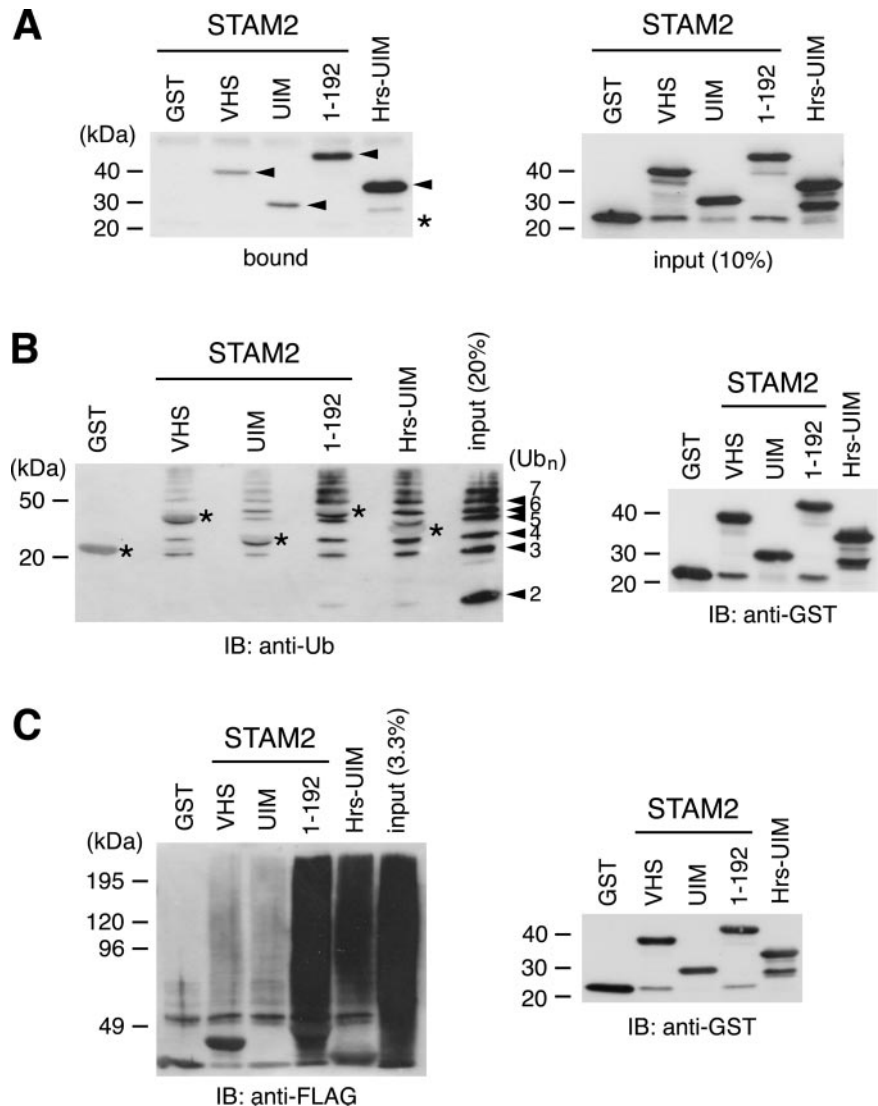 A
STAM2
GST VHS UIM 1-192 Hrs-UIM
(kDa)
40
30
20
*
bound
STAM2
GST VHS UIM 1-192 Hrs-UIM
40
30
20
input (10%)
B
STAM2
GST VHS UIM 1-192 Hrs-UIM input (20%)
(kDa) (Ubn)
50
20
* * * * *
7
6
5
4
3
2
IB: anti-Ub
STAM2
GST VHS UIM 1-192 Hrs-UIM
40
30
20
IB: anti-GST
C
STAM2
GST VHS UIM 1-192 Hrs-UIM input (3.3%)
(kDa)
195
120
96
49
IB: anti-FLAG
STAM2
GST VHS UIM 1-192 Hrs-UIM
40
30
20
IB: anti-GST